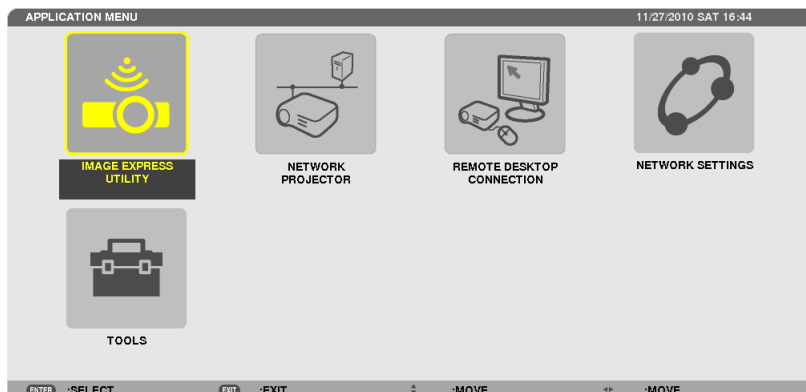 APPLICATION MENU 11/27/2010 SAT 16:44
IMAGE EXPRESS
UTILITY
NETWORK
PROJECTOR
REMOTE DESKTOP
CONNECTION
NETWORK SETTINGS
TOOLS
ENTER :SELECT EXIT :EXIT :MOVE :MOVE